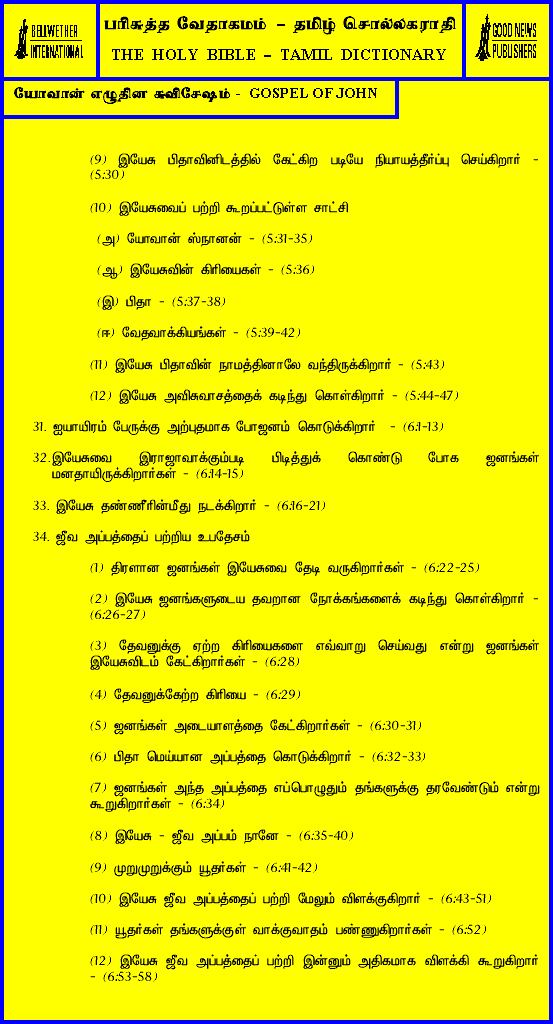 BELLWETHER
INTERNATIONAL
பரிசுத்த வேதாகமம் – தமிழ் சொல்லகராதி
THE HOLY BIBLE – TAMIL DICTIONARY
GOOD NEWS
PUBLISHERS
யோவான் எழுதின சுவிசேஷம் - GOSPEL OF JOHN
(9) இயேசு பிதாவினிடத்தில் கேட்கிற படியே நியாயத்தீர்ப்பு செய்கிறார் -
(5:30)
(10) இயேசுவைப் பற்றி கூறப்பட்டுள்ள சாட்சி
(அ) யோவான் ஸ்நானன் - (5:31-35)
(ஆ) இயேசுவின் கிரியைகள் - (5:36)
(இ) பிதா - (5:37-38)
(ஈ) வேதவாக்கியங்கள் - (5:39-42)
(11) இயேசு பிதாவின் நாமத்தினாலே வந்திருக்கிறார் - (5:43)
(12) இயேசு அவிசுவாசத்தைக் கடிந்து கொள்கிறார் - (5:44-47)
31. ஐயாயிரம் பேருக்கு அற்புதமாக போஜனம் கொடுக்கிறார் - (6:1-13)
32.இயேசுவை இராஜாவாக்கும்படி பிடித்துக் கொண்டு போக ஜனங்கள்
மனதாயிருக்கிறார்கள் - (6:14-15)
33. இயேசு தண்ணீரின்மீது நடக்கிறார் - (6:16-21)
34. ஜீவ அப்பத்தைப் பற்றிய உபதேசம்
(1) திரளான ஜனங்கள் இயேசுவை தேடி வருகிறார்கள் - (6:22-25)
(2) இயேசு ஜனங்களுடைய தவறான நோக்கங்களைக் கடிந்து கொள்கிறார் -
(6:26-27)
(3) தேவனுக்கு ஏற்ற கிரியைகளை எவ்வாறு செய்வது என்று ஜனங்கள்
இயேசுவிடம் கேட்கிறார்கள் - (6:28)
(4) தேவனுக்கேற்ற கிரியை - (6:29)
(5) ஜனங்கள் அடையாளத்தை கேட்கிறார்கள் - (6:30-31)
(6) பிதா மெய்யான அப்பத்தை கொடுக்கிறார் - (6:32-33)
(7) ஜனங்கள் அந்த அப்பத்தை எப்பொழுதும் தங்களுக்கு தரவேண்டும் என்று
கூறுகிறார்கள் - (6:34)
(8) இயேசு - ஜீவ அப்பம் நானே - (6:35-40)
(9) முறுமுறுக்கும் யூதர்கள் - (6:41-42)
(10) இயேசு ஜீவ அப்பத்தைப் பற்றி மேலும் விளக்குகிறார் - (6:43-51)
(11) யூதர்கள் தங்களுக்குள் வாக்குவாதம் பண்ணுகிறார்கள் - (6:52)
(12) இயேசு ஜீவ அப்பத்தைப் பற்றி இன்னும் அதிகமாக விளக்கி கூறுகிறார்
- (6:53-58)